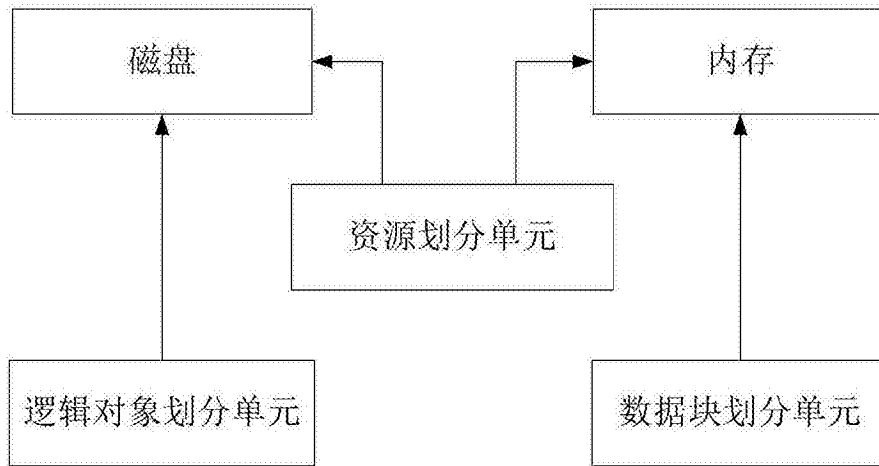 磁盘
内存
资源划分单元
逻辑对象划分单元
数据块划分单元